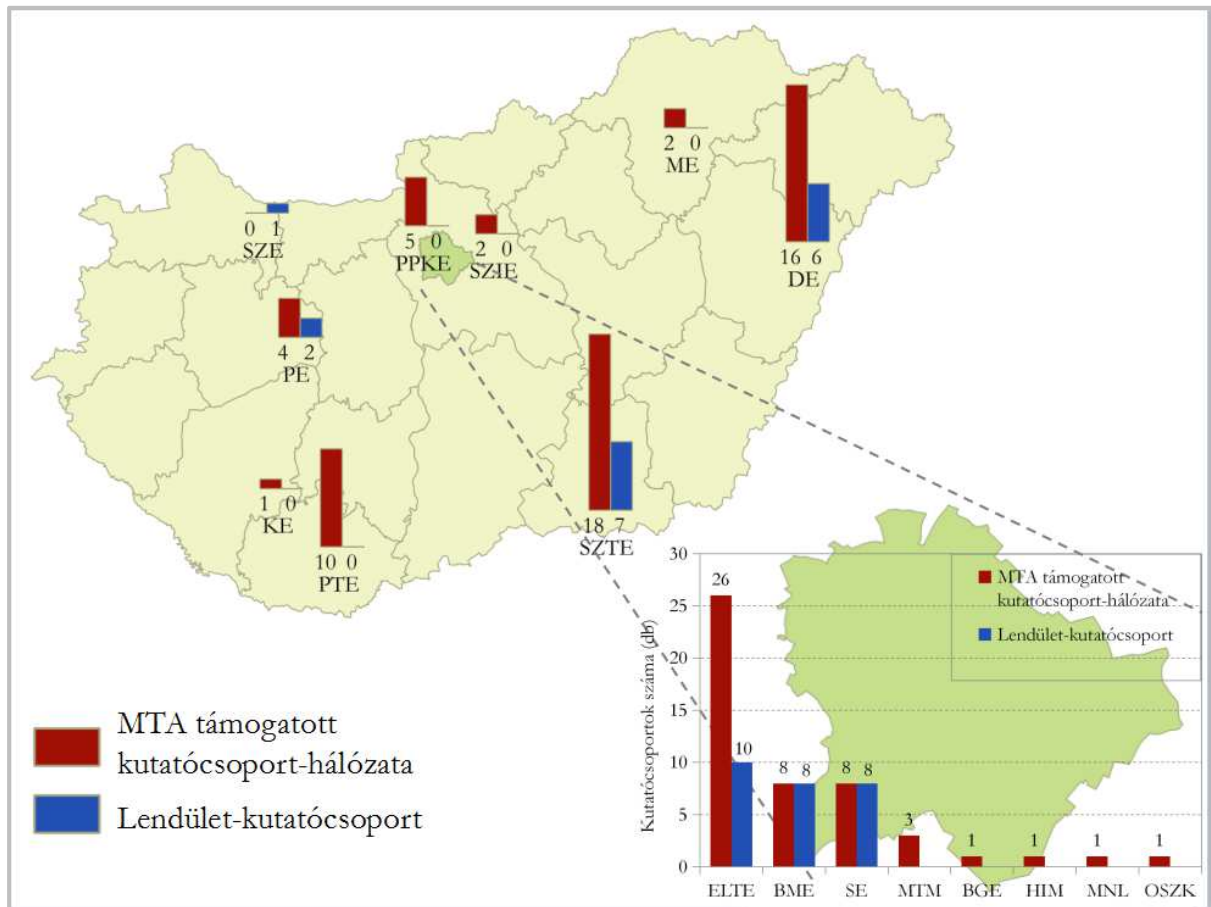 2 0
ME
16 6
DE
0 1
SZE
5 0
PPKE
2 0
SZIE
4 2
PE
1 0
KE
10 0
PTE
18 7
SZTE
MTA támogatott
kutatócsoport-hálózata
Lendület-kutatócsoport
Kutatócsoportok száma (db)
30
25
20
15
10
5
0
MTA támogatott
kutatócsoport-hálózata
Lendület-kutatócsoport
26 10 8 8 8 8 3 1 1 1 1
ELTE BME SE MTM BGE HIM MNL OSZK